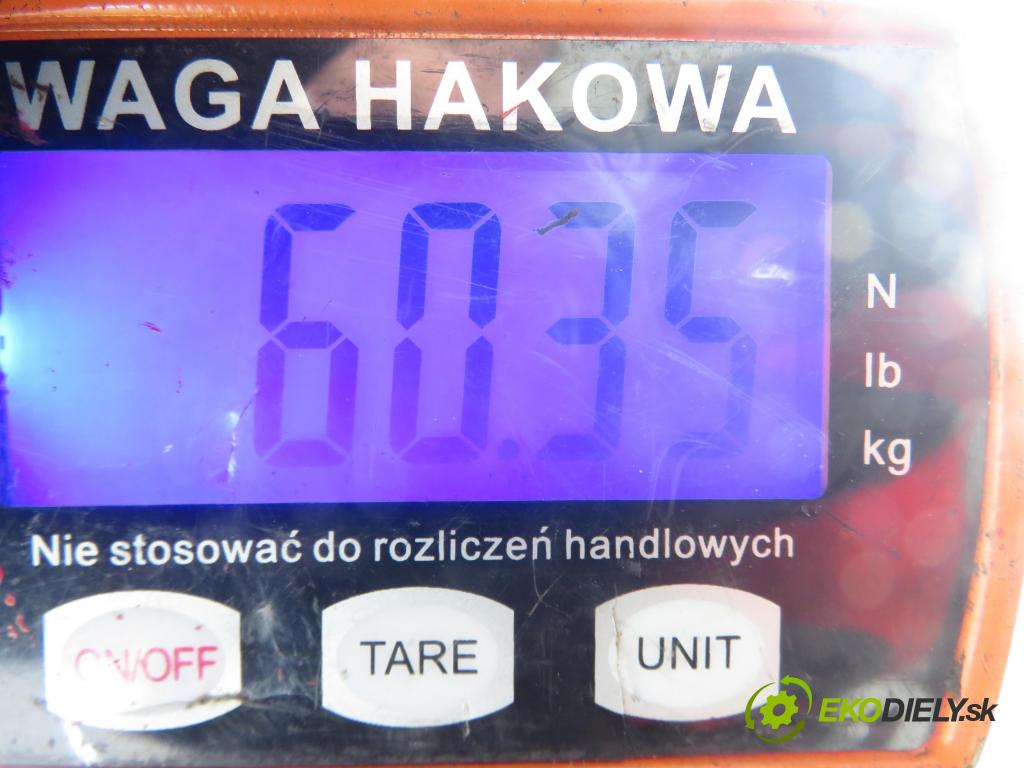 WAGA HAKOWA
60.35
N
lb
kg
Nie stosować do rozliczeń handlowych
ON/OFF TARE UNIT
EKODIELY.sk